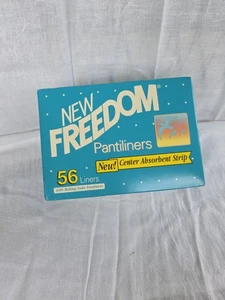 NEW
FREEDOM®
Pantiliners
New! Center Absorbent Strip
56 Liners